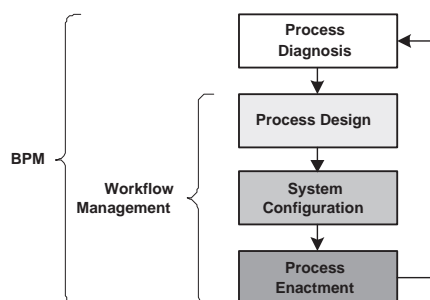 Process
Diagnosis
Process Design
BPM
Workflow
Management
System
Configuration
Process
Enactment